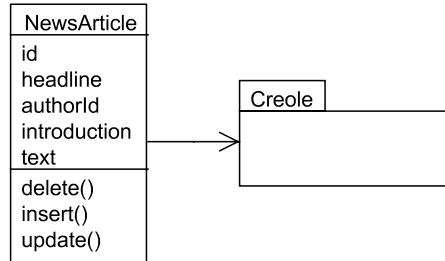 NewsArticle
id
headline
authorId
introduction
text
delete()
insert()
update()
Creole